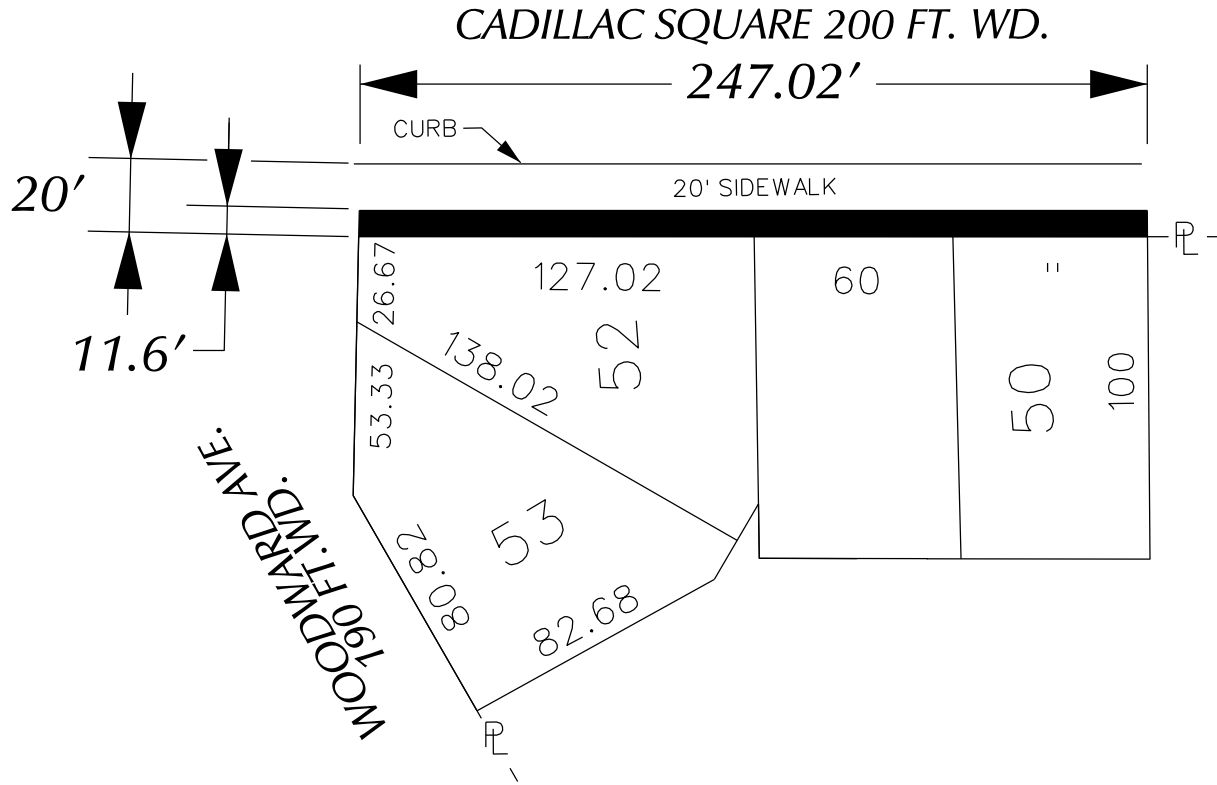 CADILLAC SQUARE 200 FT. WD.
247.02'
CURB
20'
20' SIDEWALK
PL
11.6'
26.67
127.02
60
"
138.02
52
50
100
53.33
WOODWARD AVE.
190 FT.WD.
53
80.82
82.68
PL